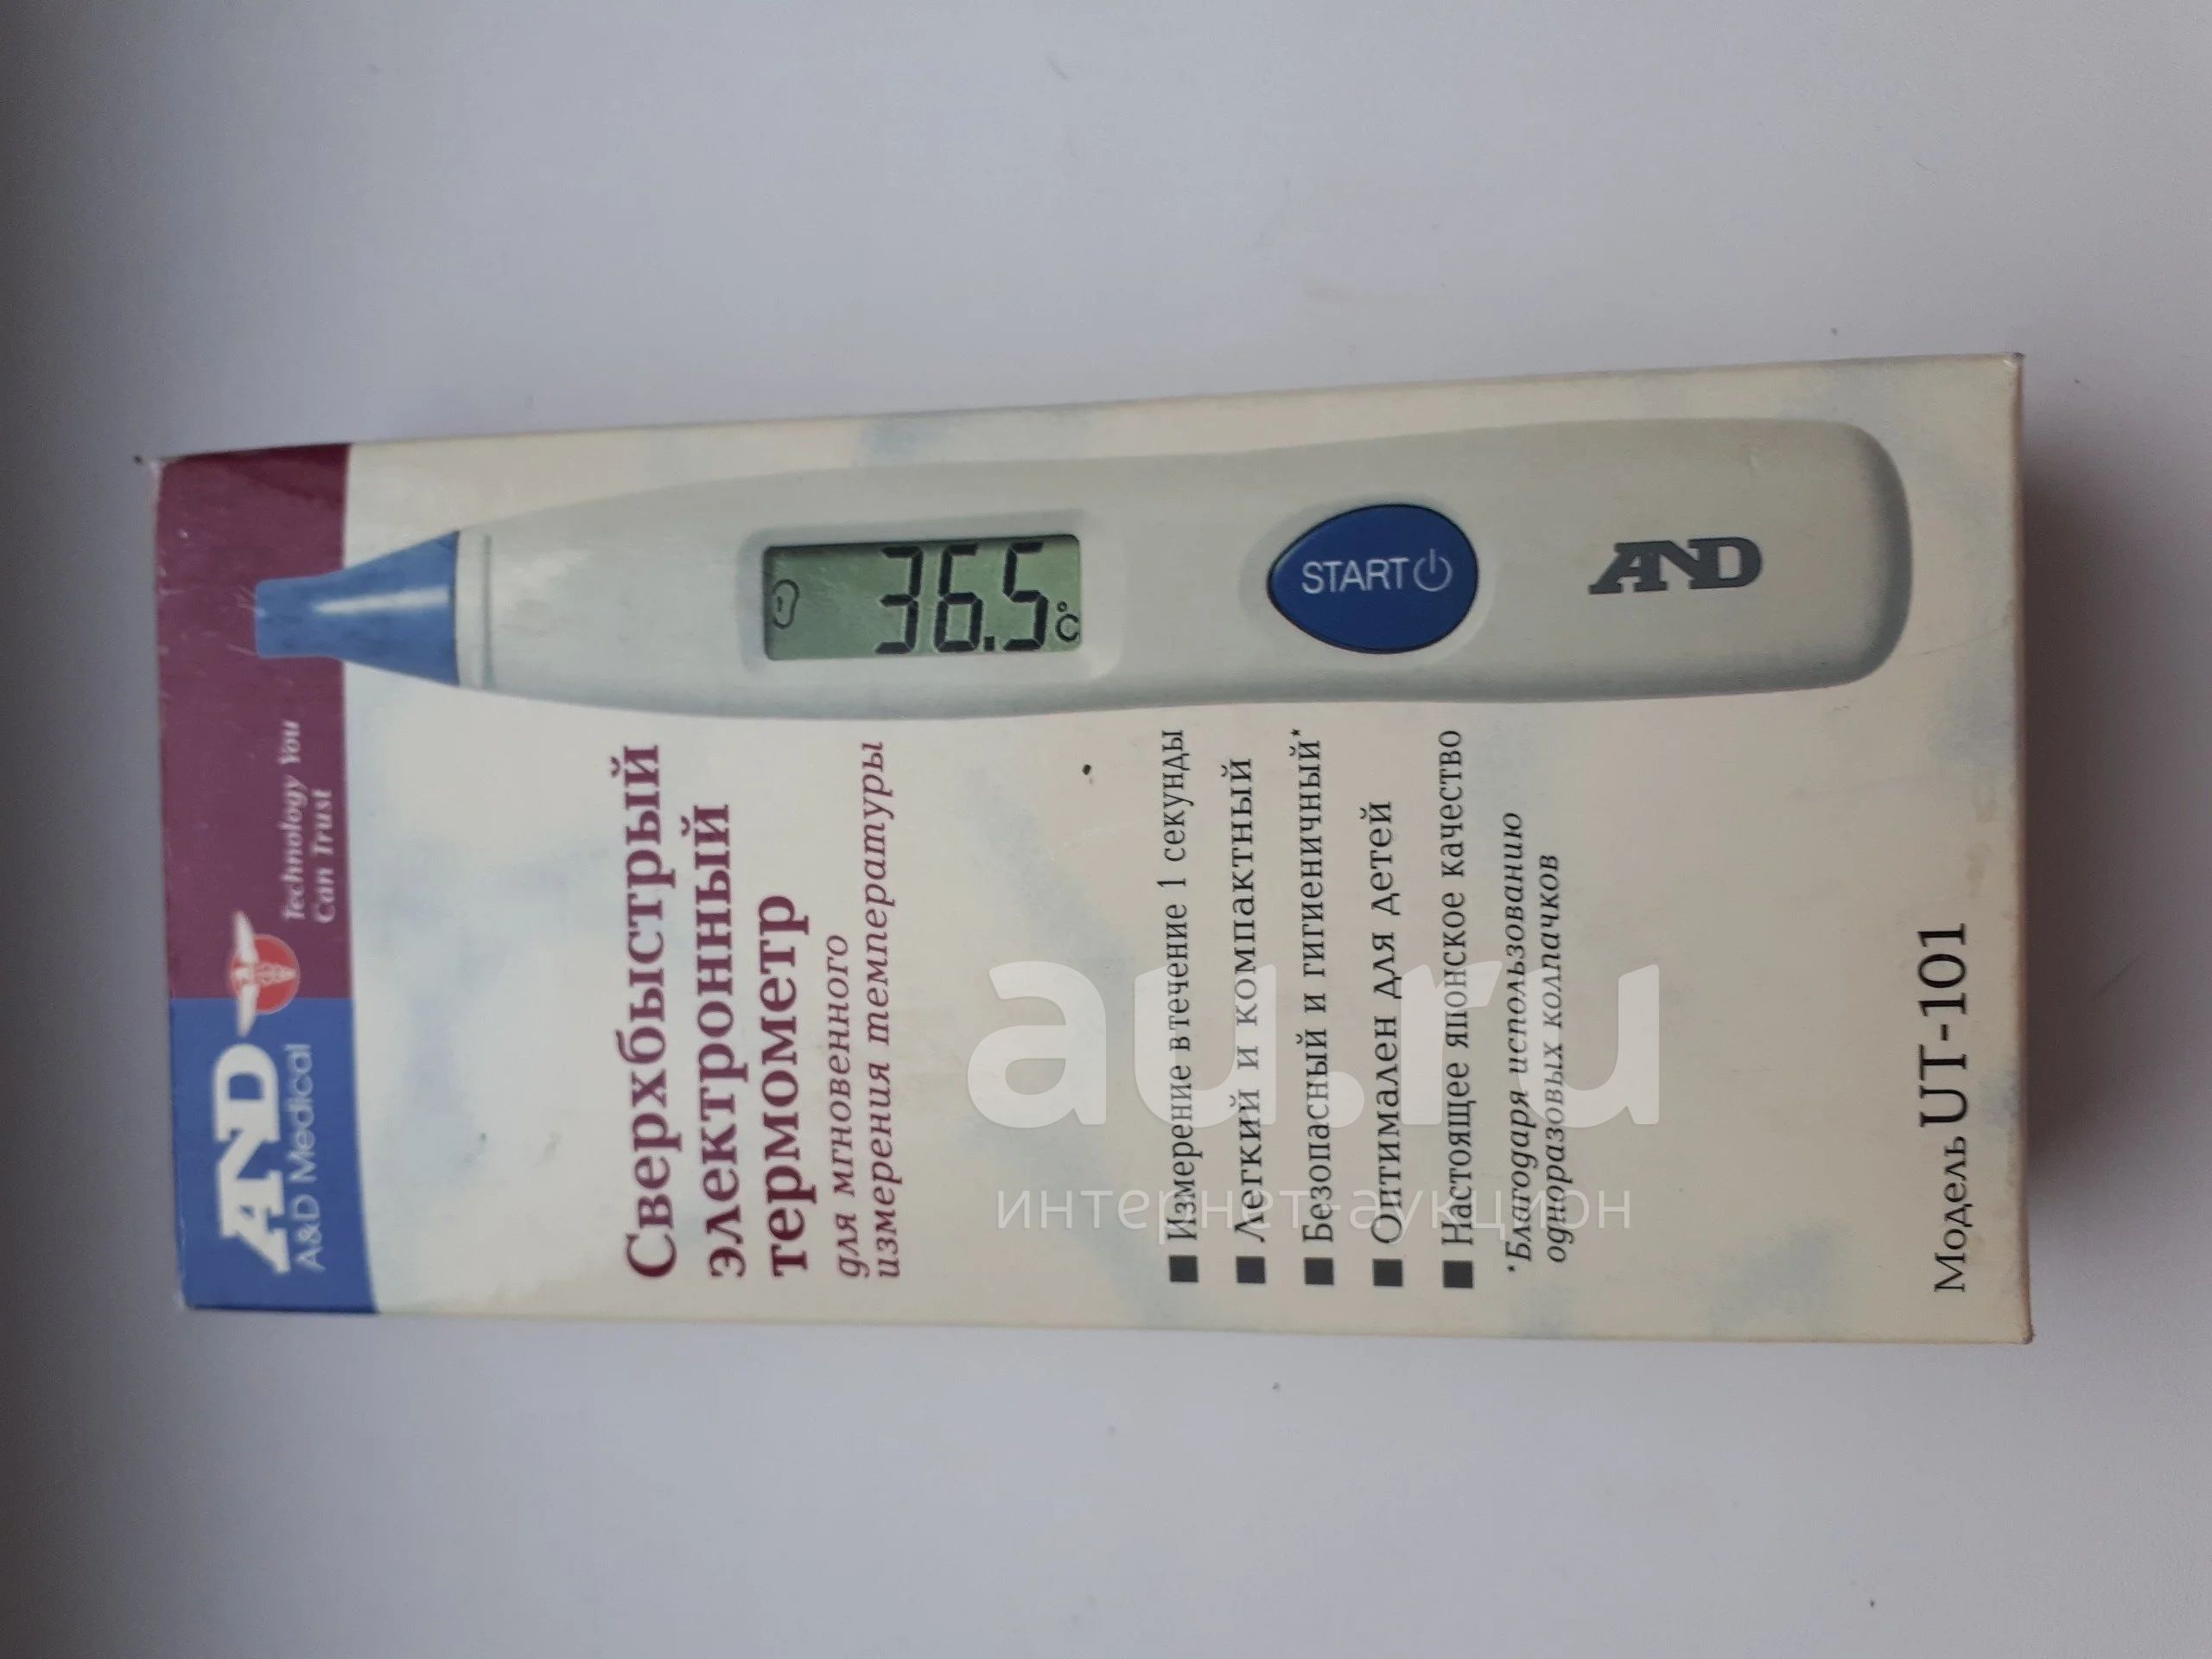 AND
A&D Medical
Technology You
Can Trust
Сверхбыстрый
электронный
термометр
для мгновенного
измерения температуры
36.5°C
START
AND
■ Измерение в течение 1 секунды
■ Легкий и компактный
■ Безопасный и гигиеничный*
■ Оптимален для детей
■ Настоящее японское качество
*Благодаря использованию
одноразовых колпачков
Модель UT-101
au.ru
интернет-аукцион